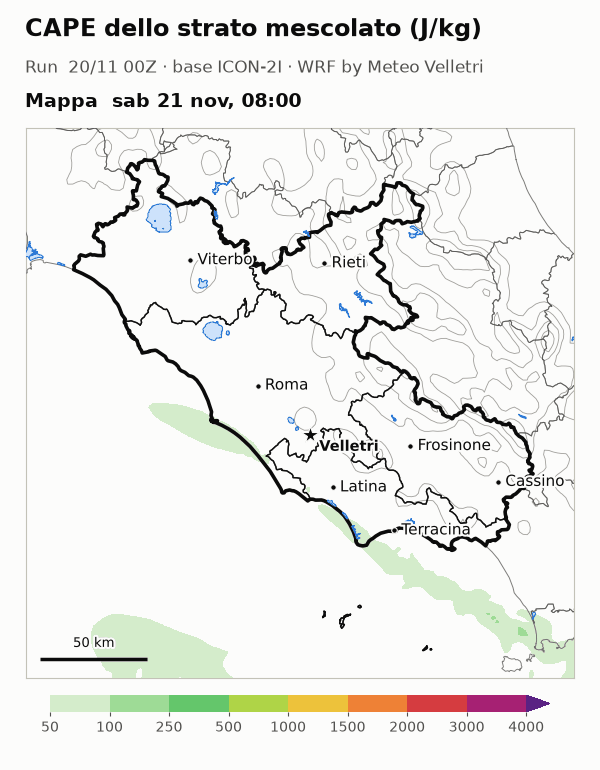 CAPE dello strato mescolato (J/kg)
Run  20/11 00Z · base ICON-2I · WRF by Meteo Velletri
Mappa  sab 21 nov, 08:00
Viterbo
Rieti
Roma
Velletri
Frosinone
Cassino
Latina
Terracina
50 km
50 100 250 500 1000 1500 2000 3000 4000